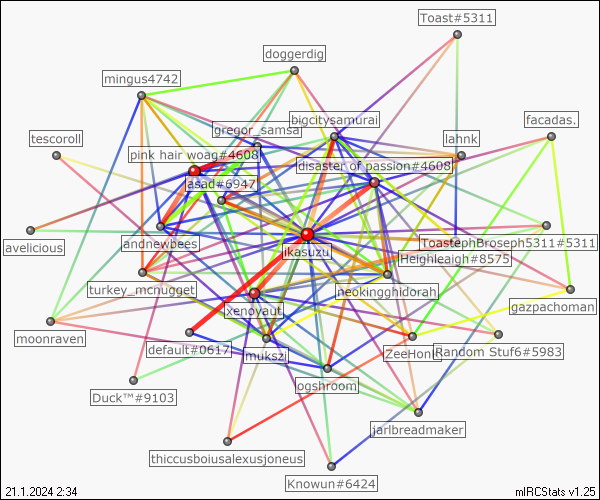 Toast#5311
doggerdig
mingus4742
bigcitysamurai
facadas.
gregor_samsa
tescoroll
lahnk
pink hair woag#4608
disaster of passion#4608
asad#6947
andnewbees
avelicious
ikasuzu
ToastephBroseph5311#5311
Heighleaigh#8575
turkey_mcnugget
neokingghidorah
gazpachoman
xenoyaut
moonraven
default#0617
mukszi
ZeeHonk
Random Stuf6#5983
ogshroom
Duck™#9103
jarlbreadmaker
thiccusboiusalexusjoneus
Knowun#6424
21.1.2024 2:34
mIRCStats v1.25